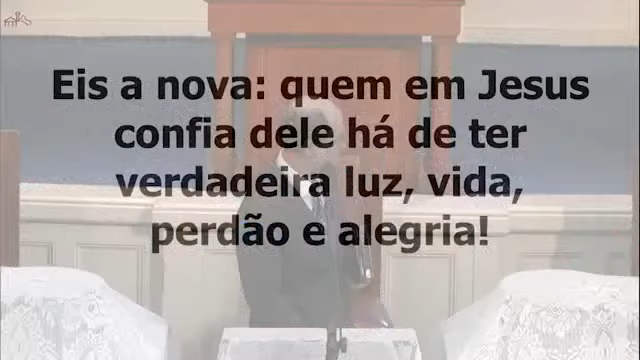 Eis a nova: quem em Jesus
confia dele há de ter
verdadeira luz, vida,
perdão e alegria!